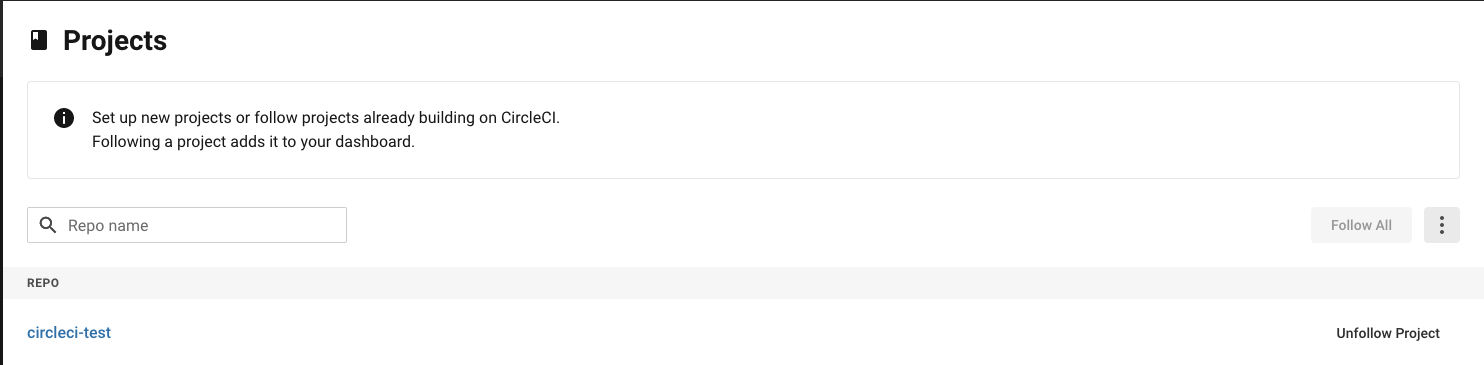 Projects
Set up new projects or follow projects already building on CircleCI.
Following a project adds it to your dashboard.
Repo name
Follow All
REPO
circleci-test
Unfollow Project